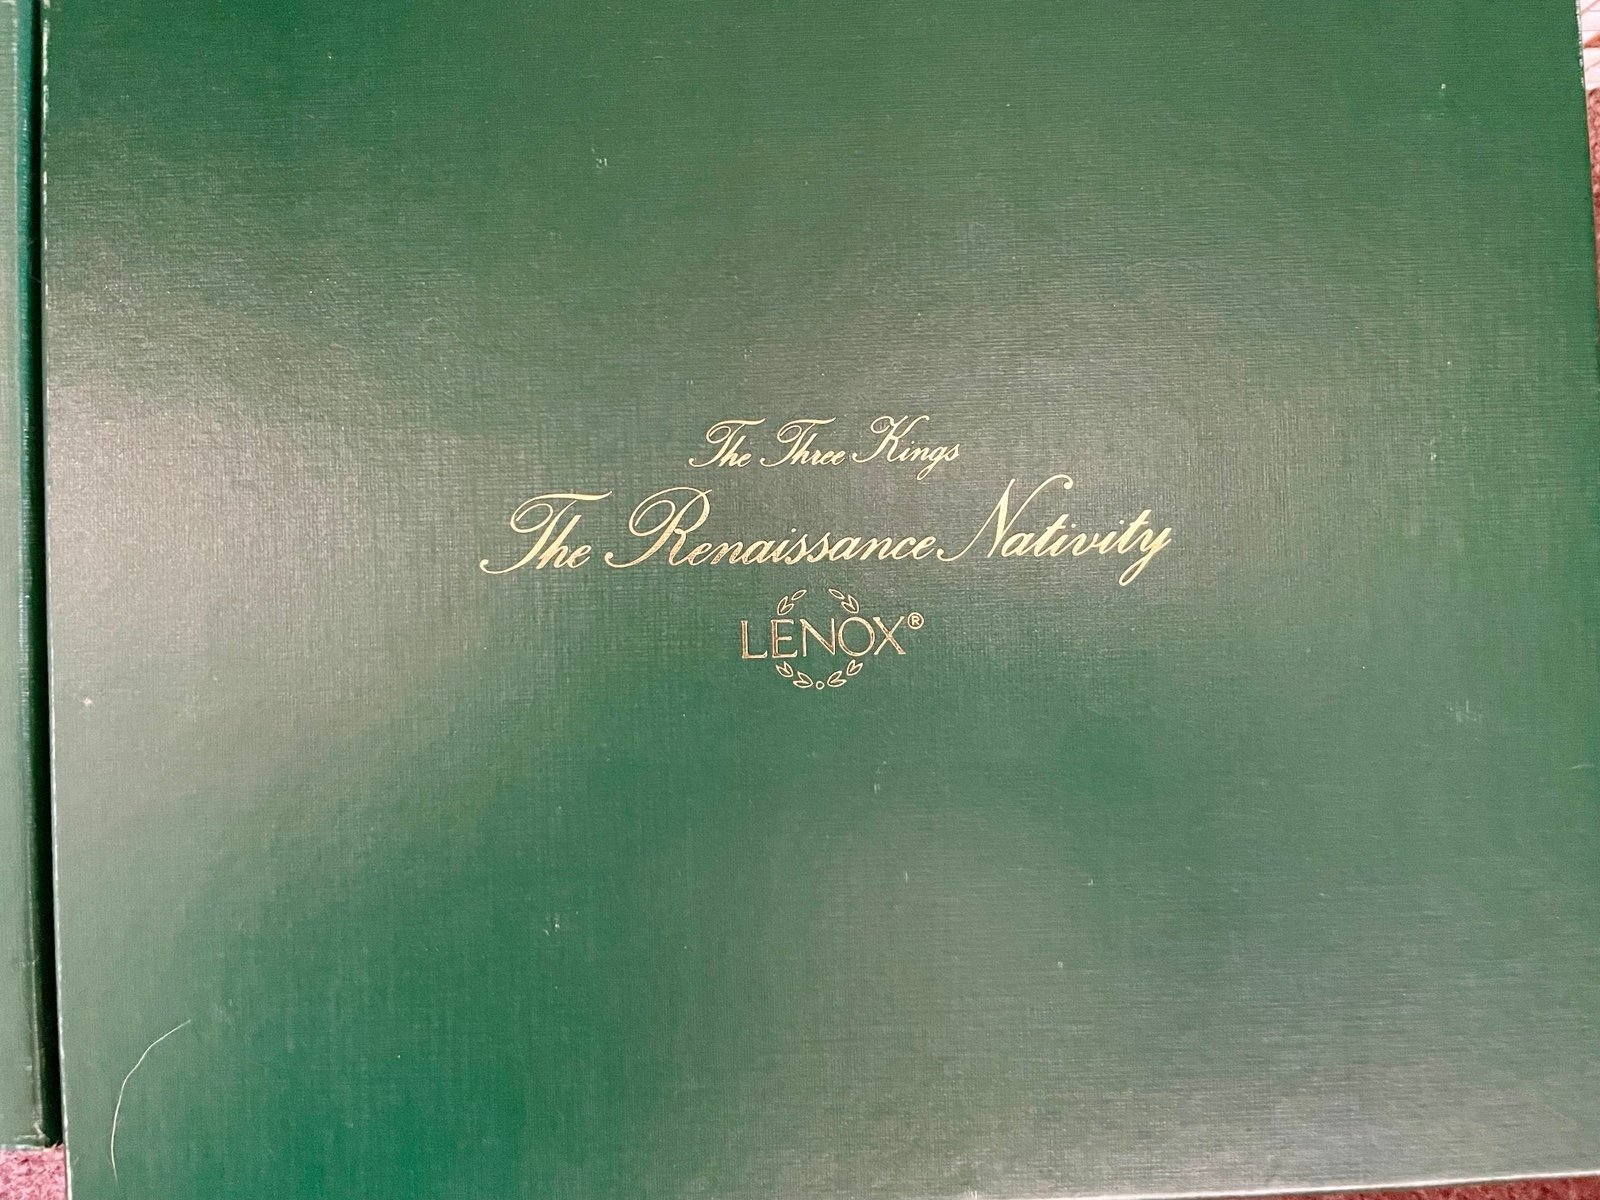 The Three Kings
The Renaissance Nativity
LENOX®